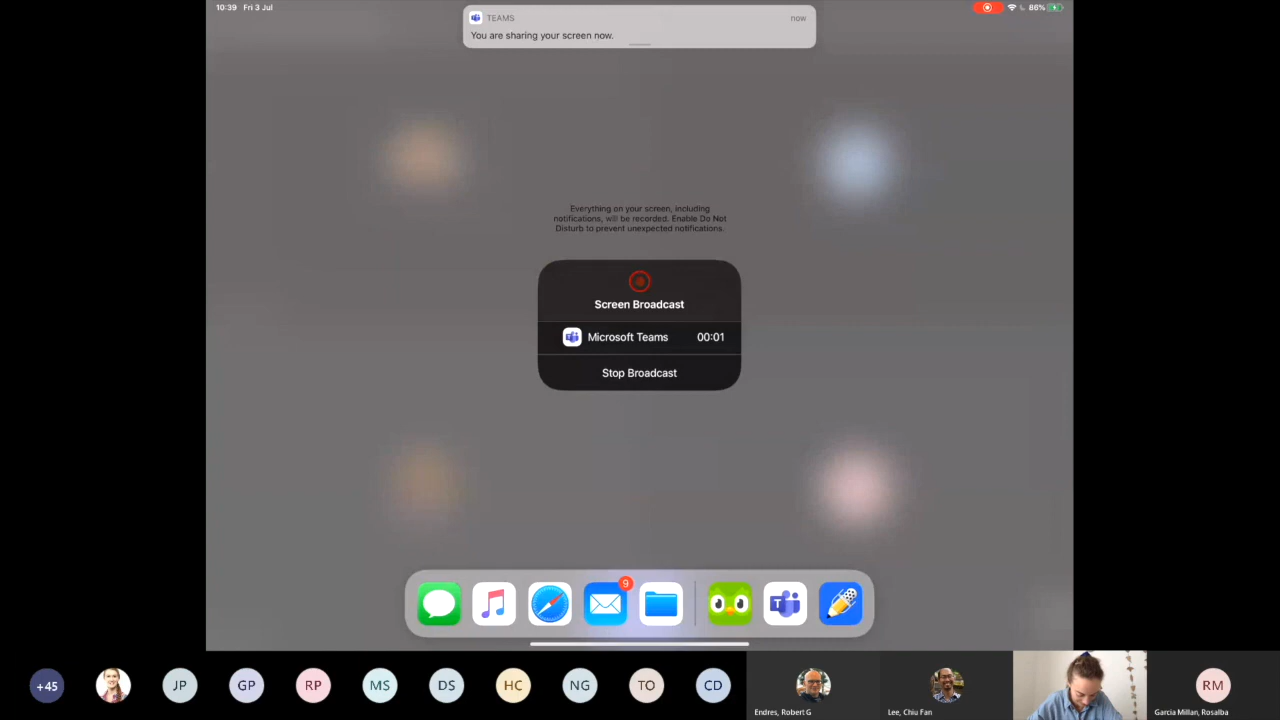 10:39 Fri 3 Jul
86%
TEAMS
now
You are sharing your screen now.
Everything on your screen, including
notifications, will be recorded. Enable Do Not
Disturb to prevent unexpected notifications.
Screen Broadcast
Microsoft Teams 00:01
Stop Broadcast
9
+45
JP
GP
RP
MS
DS
HC
NG
TO
CD
RM
Endres, Robert G
Lee, Chiu Fan
Garcia Millan, Rosalba